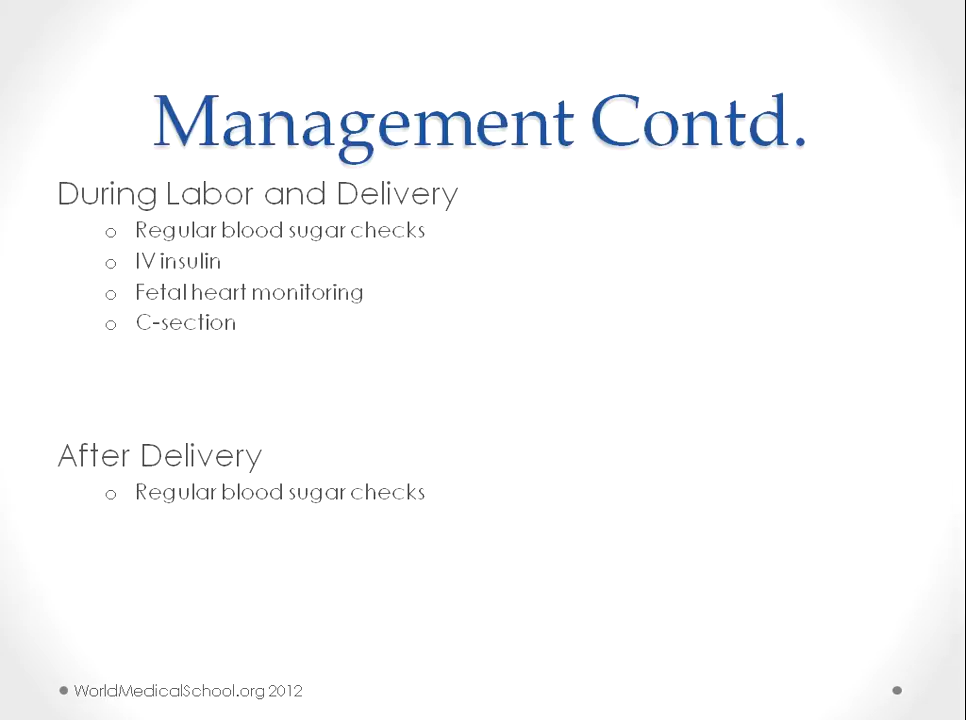 Management Contd.
During Labor and Delivery
o Regular blood sugar checks
o IV insulin
o Fetal heart monitoring
o C-section
After Delivery
o Regular blood sugar checks
• WorldMedicalSchool.org 2012